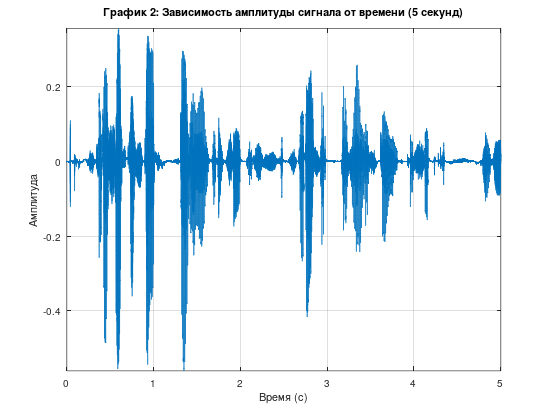 График 2: Зависимость амплитуды сигнала от времени (5 секунд)
0.2
0
-0.2
-0.4
Амплитуда
0 1 2 3 4 5
Время (с)